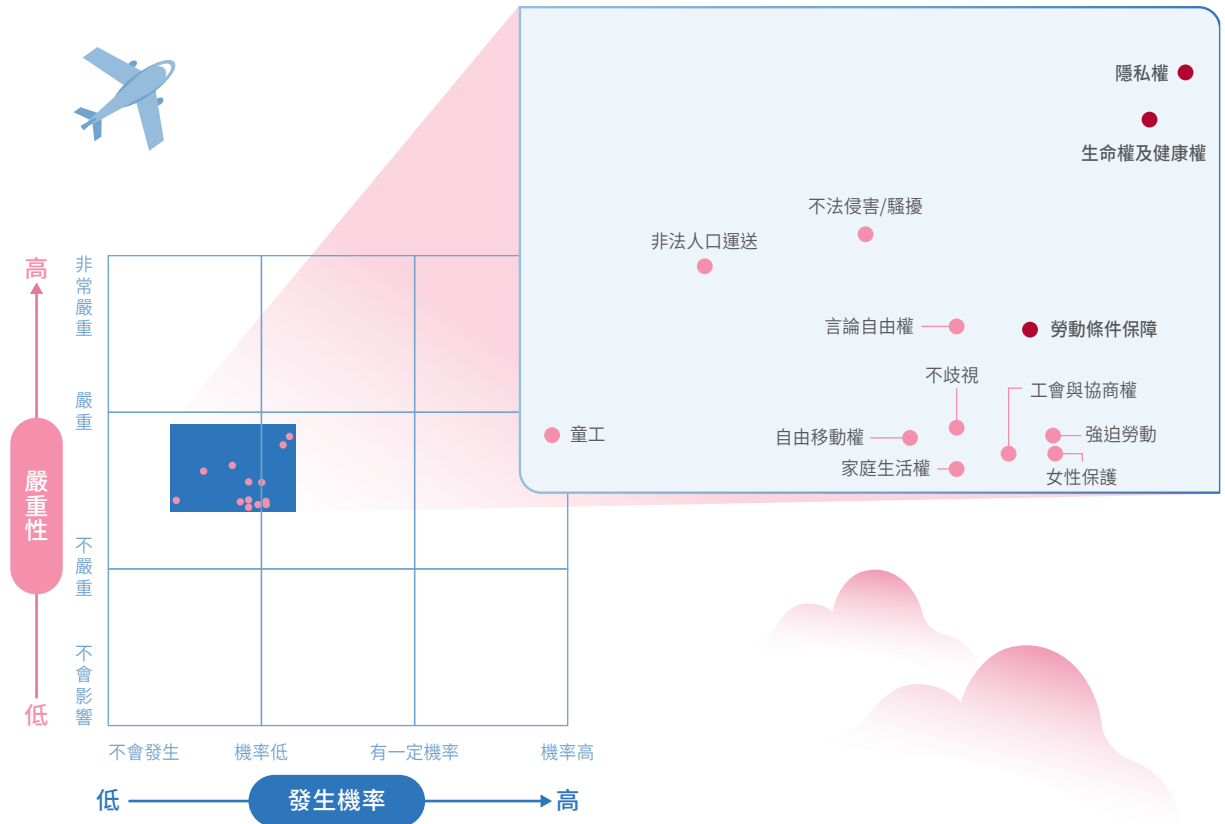 隱私權
生命權及健康權
不法侵害/騷擾
非法人口運送
言論自由權
勞動條件保障
不歧視
工會與協商權
童工
自由移動權
強迫勞動
家庭生活權
女性保護
高
嚴重性
低
非常嚴重
嚴重
不嚴重
不會影響
不會發生
機率低
有一定機率
機率高
低
發生機率
高